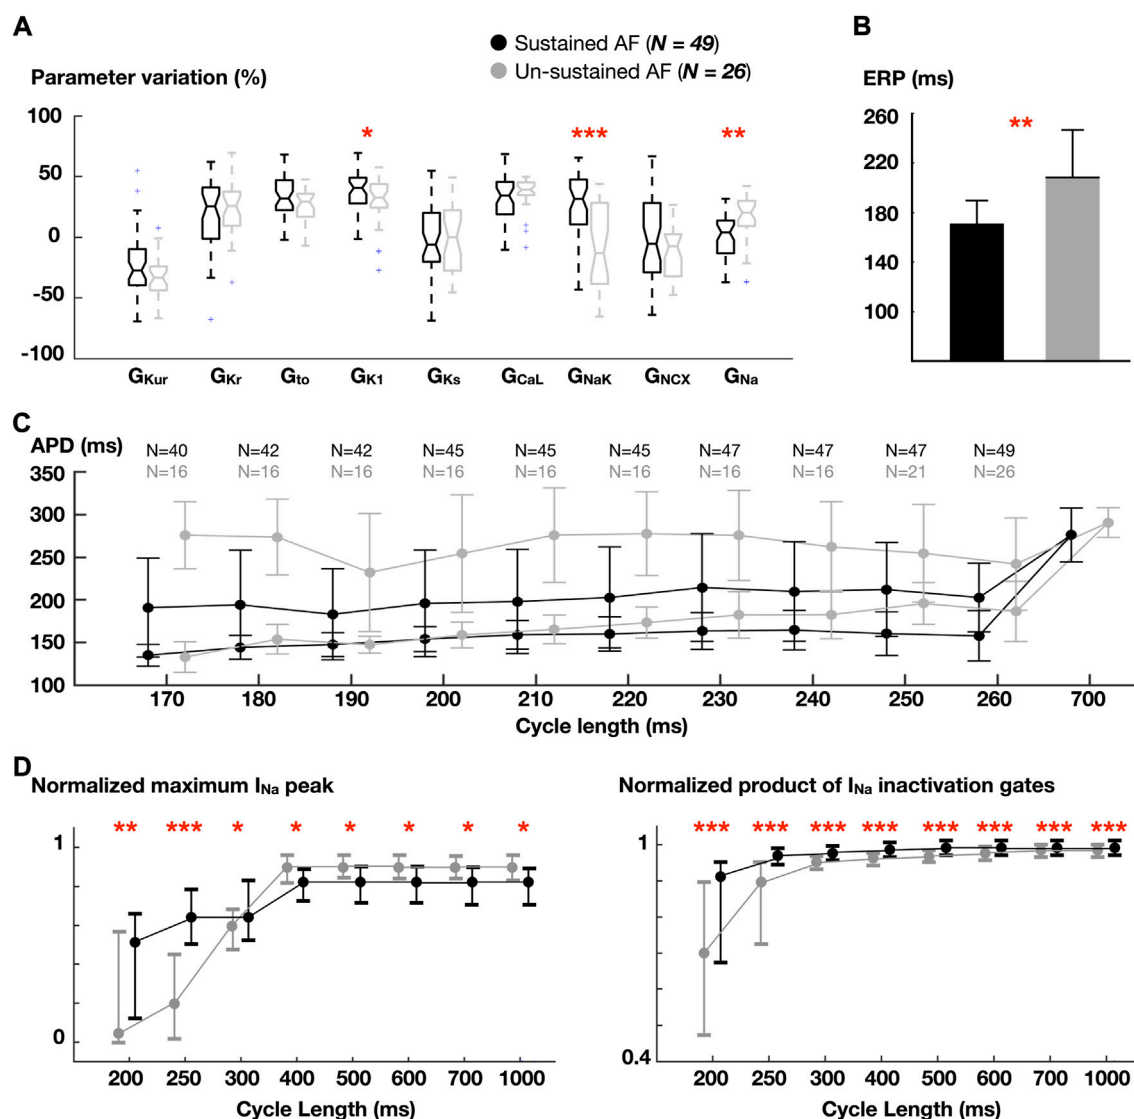 A
B
Sustained AF (N = 49)
Un-sustained AF (N = 26)
Parameter variation (%)
ERP (ms)
100
50
0
-50
-100
*
***
**
GKur
GKr
Gto
GK1
GKs
GCaL
GNaK
GNCX
GNa
260
220
180
140
100
**
C
APD (ms)
N=40 N=42 N=42 N=45 N=45 N=45 N=47 N=47 N=47 N=49
N=16 N=16 N=16 N=16 N=16 N=16 N=16 N=16 N=21 N=26
350
300
250
200
150
100
170 180 190 200 210 220 230 240 250 260 700
Cycle length (ms)
D
Normalized maximum INa peak
** *** * * * * * *
1
0
200 250 300 400 500 600 700 1000
Cycle Length (ms)
Normalized product of INa inactivation gates
*** *** *** *** *** *** *** ***
1
0.4
200 250 300 400 500 600 700 1000
Cycle Length (ms)